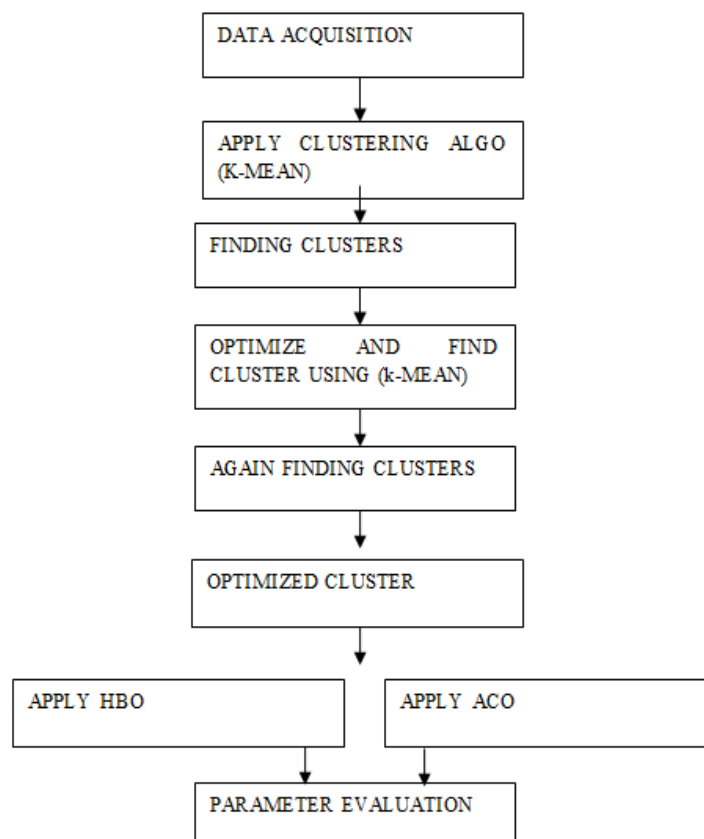 DATA ACQUISITION
APPLY CLUSTERING ALGO
(K-MEAN)
FINDING CLUSTERS
OPTIMIZE AND FIND
CLUSTER USING (k-MEAN)
AGAIN FINDING CLUSTERS
OPTIMIZED CLUSTER
APPLY HBO
APPLY ACO
PARAMETER EVALUATION